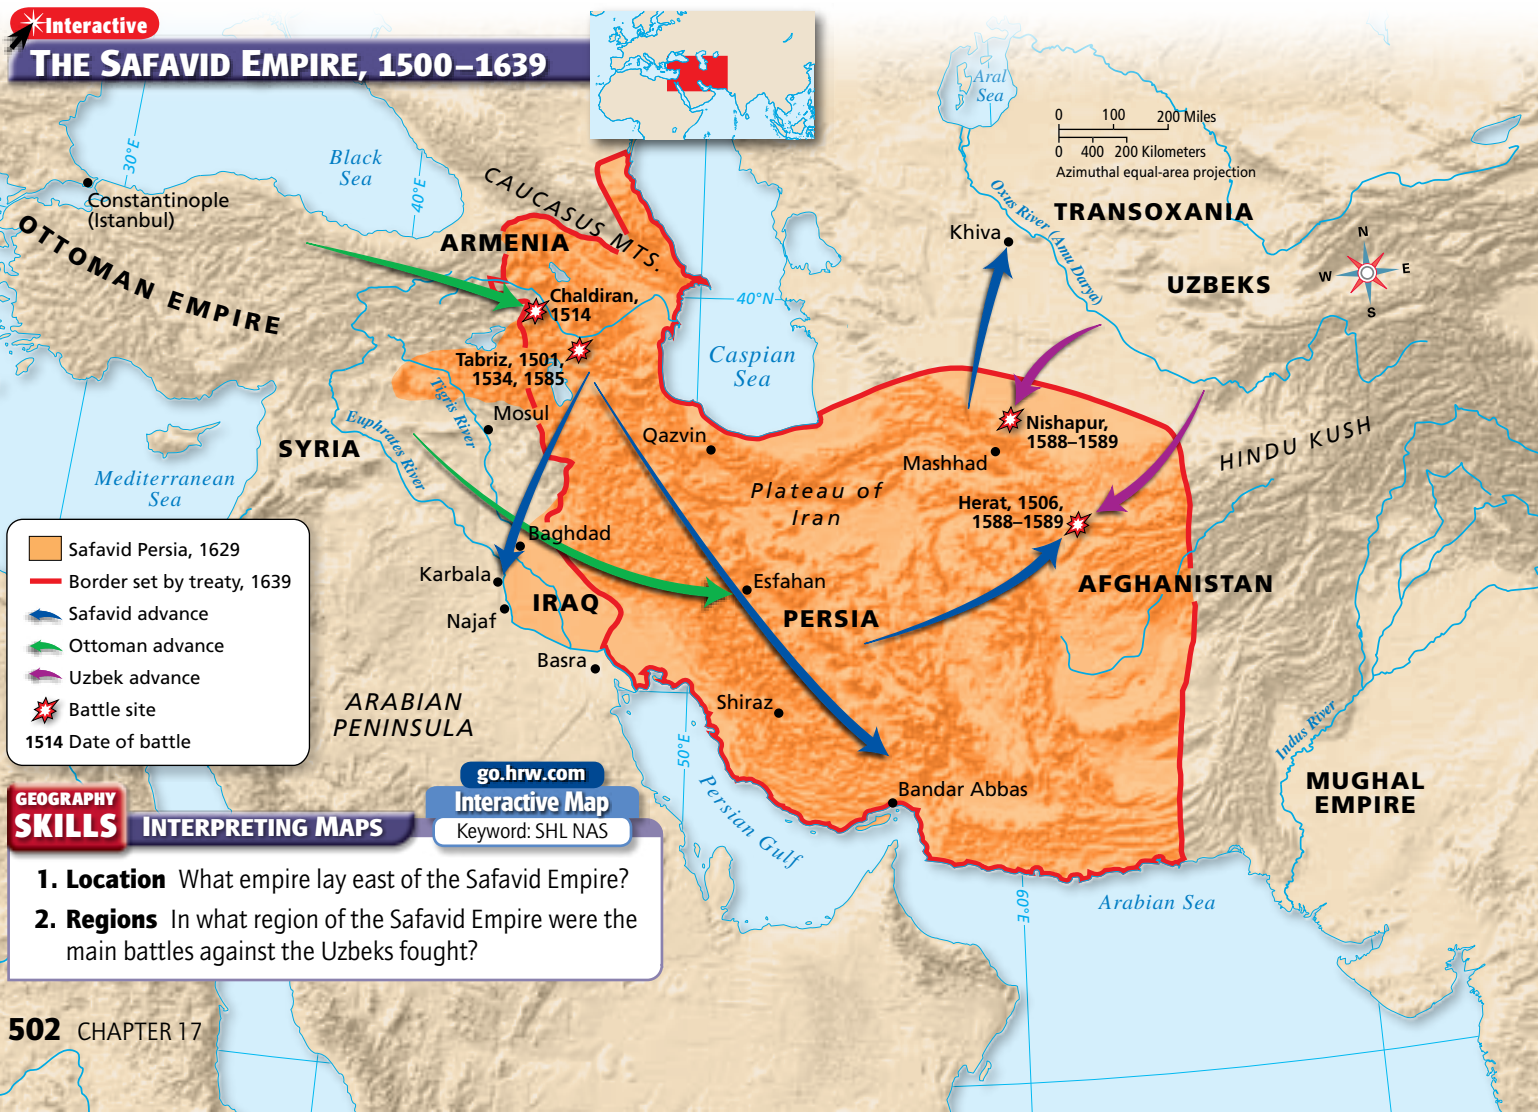 Interactive
THE SAFAVID EMPIRE, 1500–1639
Aral
Sea
0 100 200 Miles
0 400 200 Kilometers
Azimuthal equal-area projection
30°E
Black
Sea
40°E
CAUCASUS MTS.
Constantinople
(Istanbul)
OTTOMAN EMPIRE
ARMENIA
Oxus River (Amu Darya)
TRANSOXANIA
Khiva
UZBEKS
N
W
E
S
Chaldiran,
1514
40°N
Caspian
Sea
Tabriz, 1501,
1534, 1585
Tigris River
Mosul
Euphrates River
SYRIA
Qazvin
Nishapur,
1588–1589
Mashhad
HINDU KUSH
Mediterranean
Sea
Plateau of
Iran
Herat, 1506,
1588–1589
Baghdad
Karbala
IRAQ
Najaf
Esfahan
PERSIA
AFGHANISTAN
Basra
ARABIAN
PENINSULA
Shiraz
50°E
Persian Gulf
Bandar Abbas
Indus River
MUGHAL
EMPIRE
60°E
Arabian Sea
Safavid Persia, 1629
Border set by treaty, 1639
Safavid advance
Ottoman advance
Uzbek advance
Battle site
1514 Date of battle
go.hrw.com
Interactive Map
Keyword: SHL NAS
GEOGRAPHY
SKILLS
INTERPRETING MAPS
1. Location What empire lay east of the Safavid Empire?
2. Regions In what region of the Safavid Empire were the
main battles against the Uzbeks fought?
502 CHAPTER 17